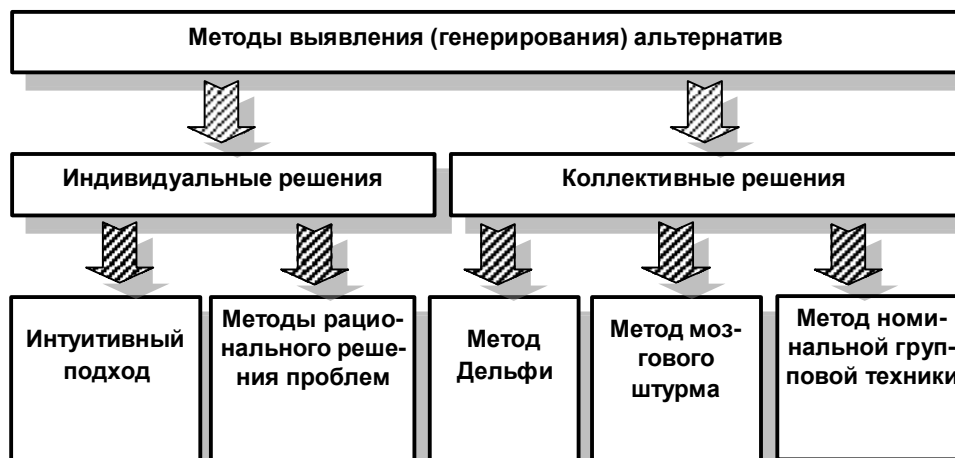 Методы выявления (генерирования) альтернатив
Индивидуальные решения
Коллективные решения
Интуитивный
подход
Методы рацио-
нального реше-
ния проблем
Метод
Дельфи
Метод моз-
гового
штурма
Метод номи-
нальной груп-
повой техники